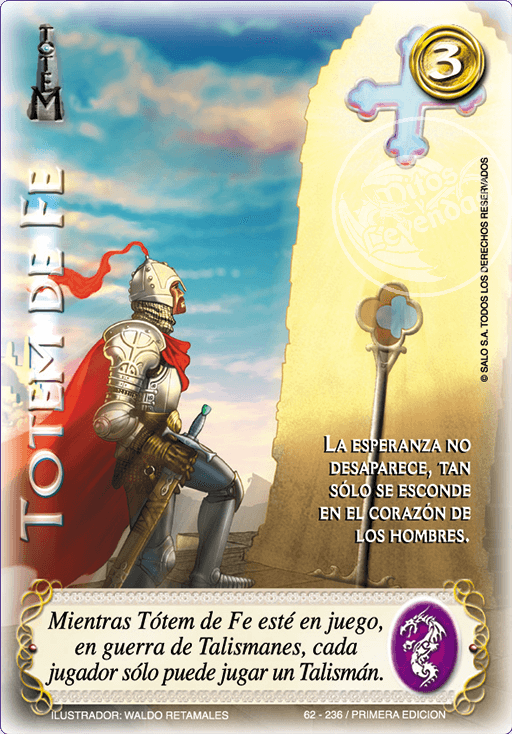 TOTEM
3
TOTEM DE FE
Mitos
y
Leyendas
© SALO S.A. TODOS LOS DERECHOS RESERVADOS
LA ESPERANZA NO
DESAPARECE, TAN
SÓLO SE ESCONDE
EN EL CORAZÓN DE
LOS HOMBRES.
Mientras Tótem de Fe esté en juego,
en guerra de Talismanes, cada
jugador sólo puede jugar un Talismán.
ILUSTRADOR: WALDO RETAMALES
62 - 236 / PRIMERA EDICION